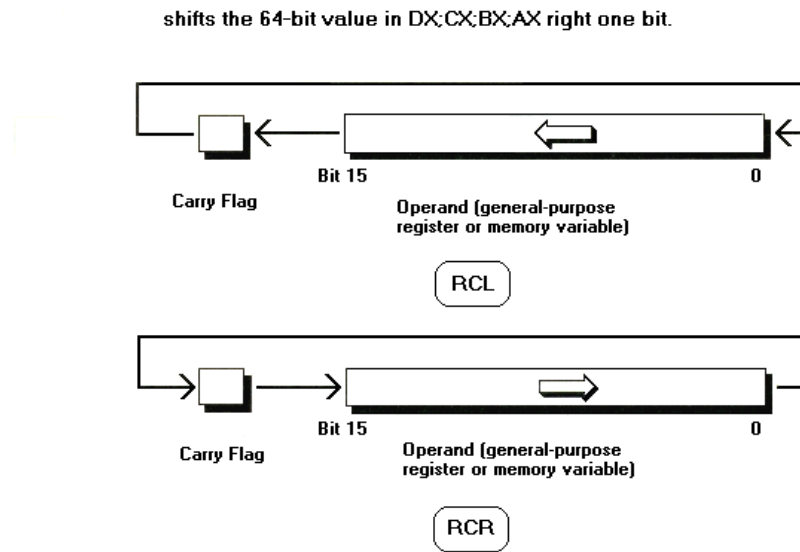 shifts the 64-bit value in DX;CX;BX;AX right one bit.
Bit 15
0
Carry Flag
Operand (general-purpose
register or memory variable)
RCL
Bit 15
0
Carry Flag
Operand (general-purpose
register or memory variable)
RCR